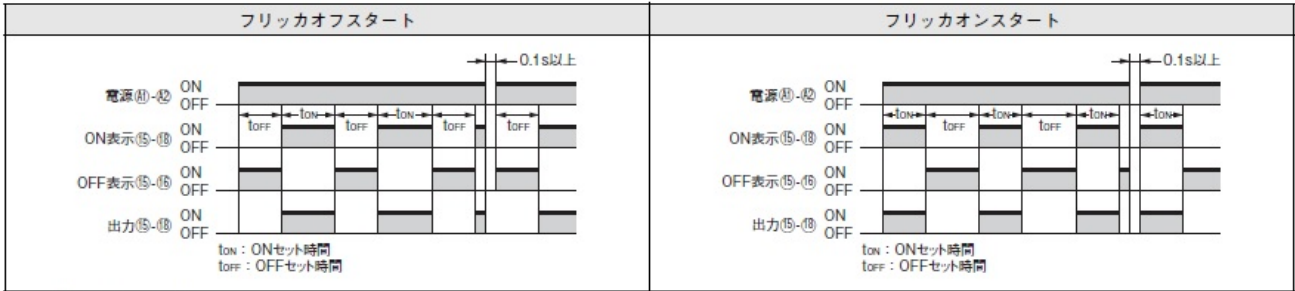 フリッカオフスタート
0.1s以上
電源Ⓐ1-Ⓐ2 ON
OFF
tOFF tON tOFF tON tOFF tOFF
ON表示⑮-⑱ ON
OFF
OFF表示⑮-⑯ ON
OFF
出力⑮-⑱ ON
OFF
tON：ONセット時間
tOFF：OFFセット時間
フリッカオンスタート
0.1s以上
電源Ⓐ1-Ⓐ2 ON
OFF
tON tOFF tON tOFF tON tON
ON表示⑮-⑱ ON
OFF
OFF表示⑮-⑯ ON
OFF
出力⑮-⑱ ON
OFF
tON：ONセット時間
tOFF：OFFセット時間